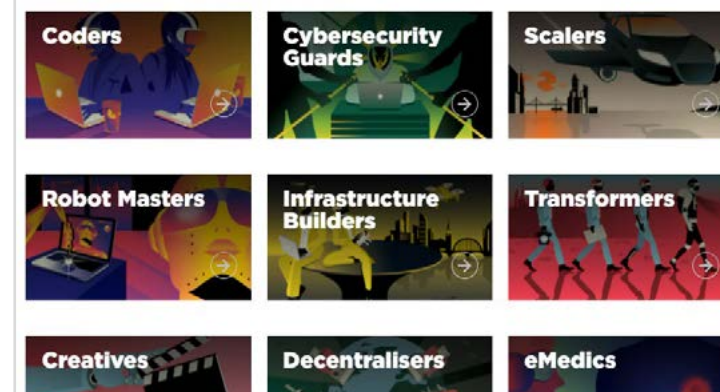 Coders
Cybersecurity
Guards
Scalers
Robot Masters
Infrastructure
Builders
Transformers
Creatives
Decentralisers
eMedics